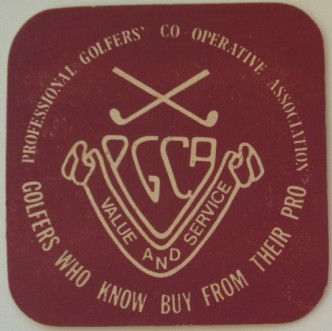 PROFESSIONAL GOLFERS' CO-OPERATIVE ASSOCIATION
PGCA
VALUE AND SERVICE
GOLFERS WHO KNOW BUY FROM THEIR PRO